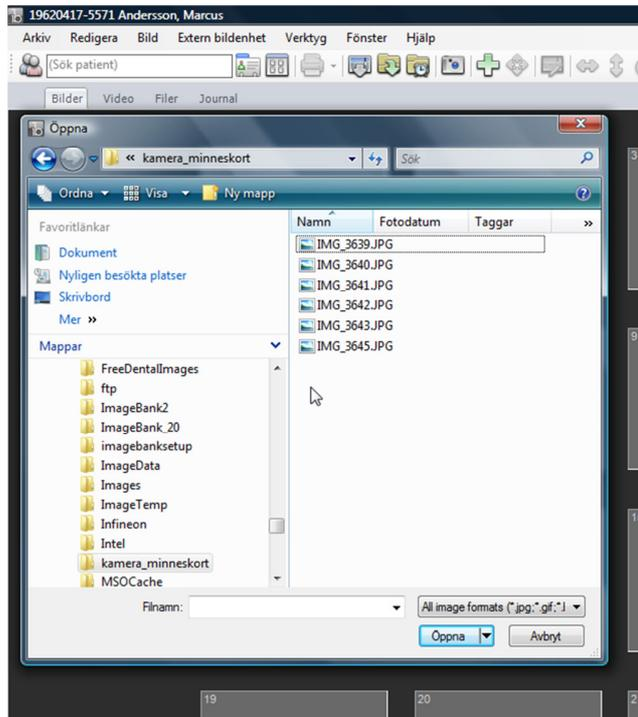 19620417-5571 Andersson, Marcus
Arkiv Redigera Bild Extern bildenhet Verktyg Fönster Hjälp
(Sök patient)
Bilder Video Filer Journal
Öppna
« kamera_minneskort Sök
Ordna Visa Ny mapp
Favoritlänkar
Dokument
Nyligen besökta platser
Skrivbord
Mer »
Mappar
FreeDentalImages
ftp
ImageBank2
ImageBank_20
imagebanksetup
ImageData
Images
ImageTemp
Infineon
Intel
kamera_minneskort
MSOCache
Namn Fotodatum Taggar »
IMG_3639.JPG
IMG_3640.JPG
IMG_3641.JPG
IMG_3642.JPG
IMG_3643.JPG
IMG_3645.JPG
Filnamn: All image formats (*.jpg;*.gif;*.l
Öppna Avbryt
3
9
19 20 2